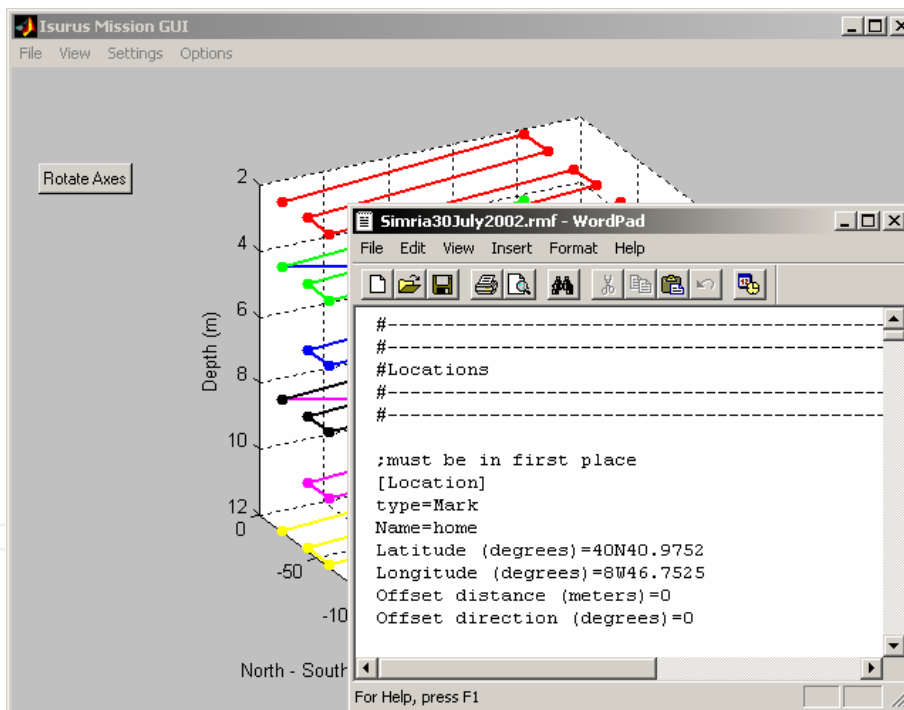 Isurus Mission GUI
File View Settings Options
Rotate Axes
2
4
6
8
10
12
0
-50
-10
Depth (m)
North - South
Simria30July2002.rmf - WordPad
File Edit View Insert Format Help
#--------------------------------------------
#--------------------------------------------
#Locations
#--------------------------------------------
#--------------------------------------------
;must be in first place
[Location]
type=Mark
Name=home
Latitude (degrees)=40N40.9752
Longitude (degrees)=8W46.7525
Offset distance (meters)=0
Offset direction (degrees)=0
For Help, press F1